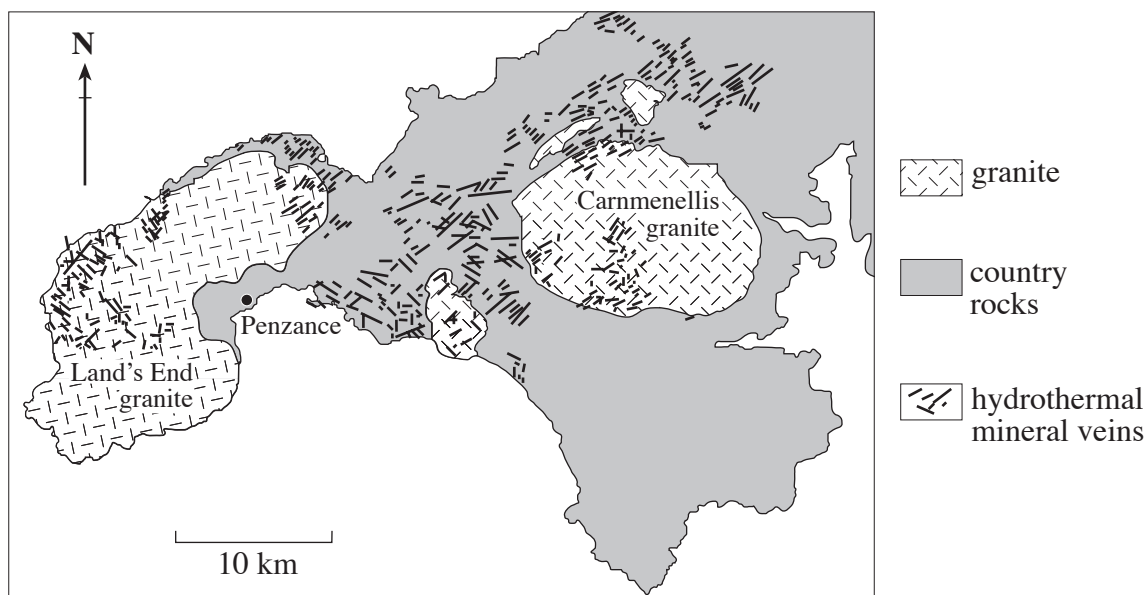 N
Carnmenellis
granite
Penzance
Land's End
granite
10 km
granite
country
rocks
hydrothermal
mineral veins